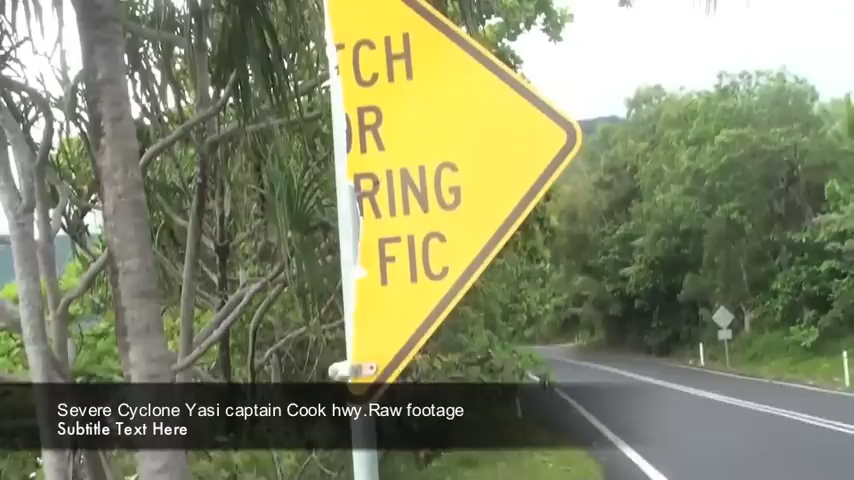 TCH
OR
RING
FIC
Severe Cyclone Yasi captain Cook hwy.Raw footage
Subtitle Text Here